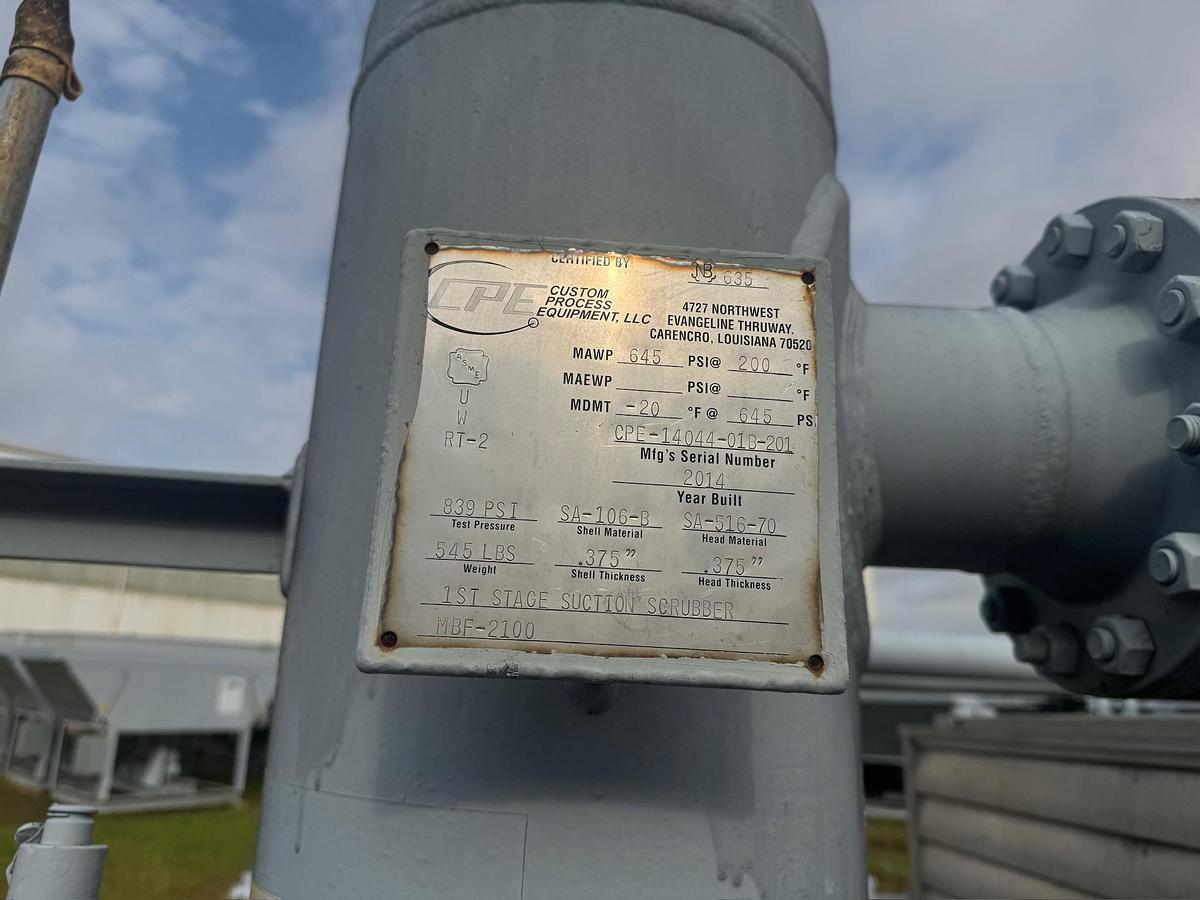 CERTIFIED BY
NB 635
CPE CUSTOM
PROCESS
EQUIPMENT, LLC
4727 NORTHWEST
EVANGELINE THRUWAY.
CARENCRO, LOUISIANA 70520
ASME
U
W
RT-2
MAWP 645 PSI@ 200 °F
MAEWP PSI@ °F
MDMT -20 °F @ 645 PSI
CPE-14044-01B-201
Mfg's Serial Number
2014
Year Built
839 PSI SA-106-B SA-516-70
Test Pressure Shell Material Head Material
545 LBS .375" .375"
Weight Shell Thickness Head Thickness
1ST STAGE SUCTION SCRUBBER
MBF-2100